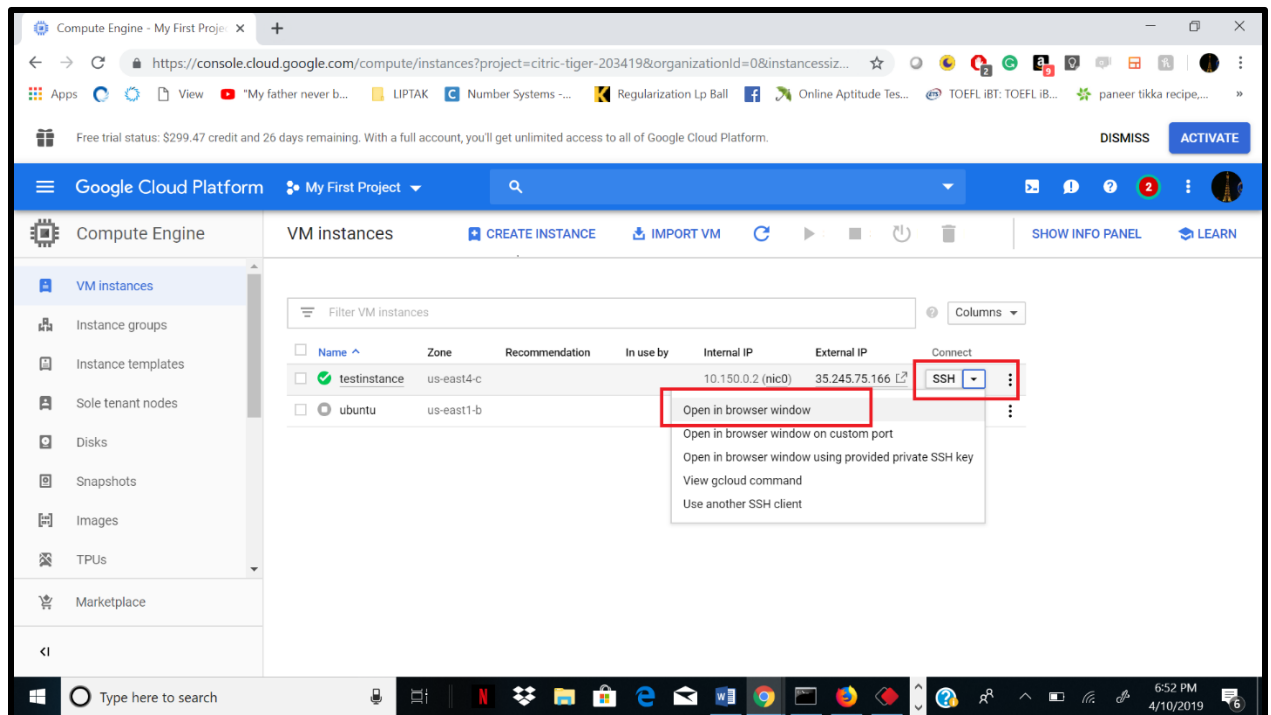 Compute Engine - My First Projec
https://console.cloud.google.com/compute/instances?project=citric-tiger-203419&organizationId=0&instancessiz...
2
9
Apps View "My father never b... LIPTAK Number Systems -... Regularization Lp Ball Online Aptitude Tes... TOEFL iBT: TOEFL iB... paneer tikka recipe,... »
Free trial status: $299.47 credit and 26 days remaining. With a full account, you'll get unlimited access to all of Google Cloud Platform. DISMISS ACTIVATE
Google Cloud Platform My First Project 2
Compute Engine VM instances CREATE INSTANCE IMPORT VM SHOW INFO PANEL LEARN
VM instances
Instance groups
Instance templates
Sole tenant nodes
Disks
Snapshots
Images
TPUs
Marketplace
Filter VM instances Columns
Name Zone Recommendation In use by Internal IP External IP Connect
testinstance us-east4-c 10.150.0.2 (nic0) 35.245.75.166 SSH
ubuntu us-east1-b
Open in browser window
Open in browser window on custom port
Open in browser window using provided private SSH key
View gcloud command
Use another SSH client
Type here to search
6:52 PM
4/10/2019
6